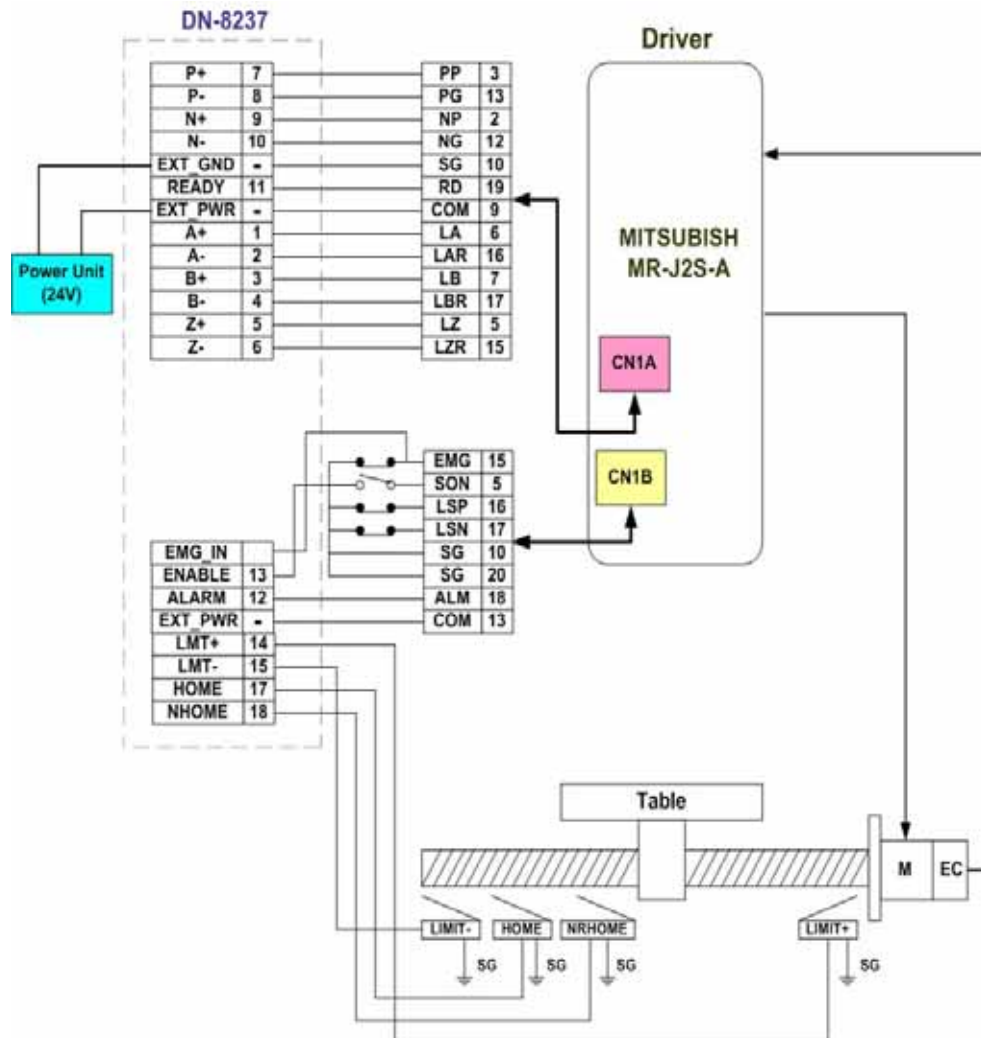 DN-8237
Driver
P+ 7 PP 3
P- 8 PG 13
N+ 9 NP 2
N- 10 NG 12
EXT_GND - SG 10
READY 11 RD 19
EXT_PWR - COM 9
A+ 1 LA 6
A- 2 LAR 16
B+ 3 LB 7
B- 4 LBR 17
Z+ 5 LZ 5
Z- 6 LZR 15
Power Unit
(24V)
MITSUBISH
MR-J2S-A
CN1A
CN1B
EMG 15
SON 5
LSP 16
LSN 17
SG 10
SG 20
ALM 18
COM 13
EMG_IN
ENABLE 13
ALARM 12
EXT_PWR -
LMT+ 14
LMT- 15
HOME 17
NHOME 18
Table
M EC
LIMIT- HOME NRHOME LIMIT+
SG SG SG SG